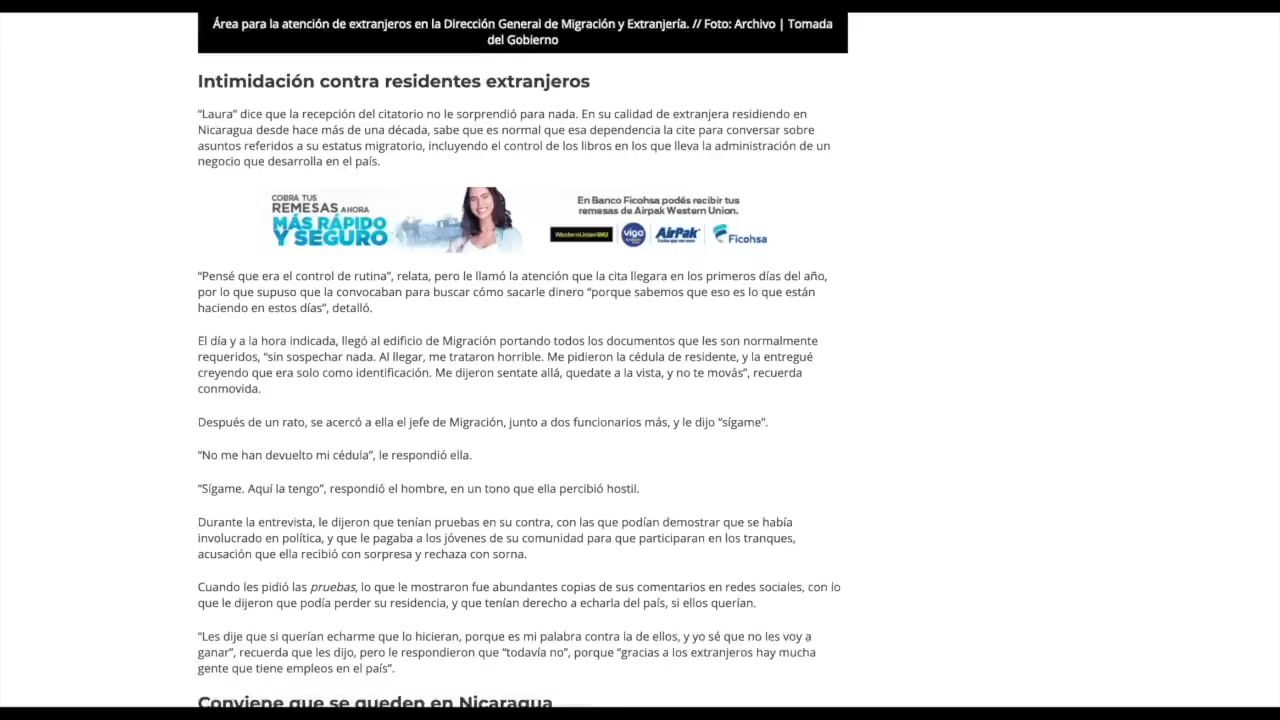 Área para la atención de extranjeros en la Dirección General de Migración y Extranjería. // Foto: Archivo | Tomada
del Gobierno
Intimidación contra residentes extranjeros
“Laura” dice que la recepción del citatorio no le sorprendió para nada. En su calidad de extranjera residiendo en
Nicaragua desde hace más de una década, sabe que es normal que esa dependencia la cite para conversar sobre
asuntos referidos a su estatus migratorio, incluyendo el control de los libros en los que lleva la administración de un
negocio que desarrolla en el país.
COBRÁ TUS
REMESAS AHORA
MÁS RÁPIDO
Y SEGURO
En Banco Ficohsa podés recibir tus
remesas de Airpak Western Union.
WesternUnion WU
vigo
AirPak
Ficohsa
“Pensé que era el control de rutina”, relata, pero le llamó la atención que la cita llegara en los primeros días del año,
por lo que supuso que la convocaban para buscar cómo sacarle dinero “porque sabemos que eso es lo que están
haciendo en estos días”, detalló.
El día y a la hora indicada, llegó al edificio de Migración portando todos los documentos que les son normalmente
requeridos, “sin sospechar nada. Al llegar, me trataron horrible. Me pidieron la cédula de residente, y la entregué
creyendo que era solo como identificación. Me dijeron sentate allá, quedate a la vista, y no te movás”, recuerda
conmovida.
Después de un rato, se acercó a ella el jefe de Migración, junto a dos funcionarios más, y le dijo “sígame”.
“No me han devuelto mi cédula”, le respondió ella.
“Sígame. Aquí la tengo”, respondió el hombre, en un tono que ella percibió hostil.
Durante la entrevista, le dijeron que tenían pruebas en su contra, con las que podían demostrar que se había
involucrado en política, y que le pagaba a los jóvenes de su comunidad para que participaran en los tranques,
acusación que ella recibió con sorpresa y rechaza con sorna.
Cuando les pidió las pruebas, lo que le mostraron fue abundantes copias de sus comentarios en redes sociales, con lo
que le dijeron que podía perder su residencia, y que tenían derecho a echarla del país, si ellos querían.
“Les dije que si querían echarme que lo hicieran, porque es mi palabra contra la de ellos, y yo sé que no les voy a
ganar”, recuerda que les dijo, pero le respondieron que “todavía no”, porque “gracias a los extranjeros hay mucha
gente que tiene empleos en el país”.
Conviene que se queden en Nicaragua